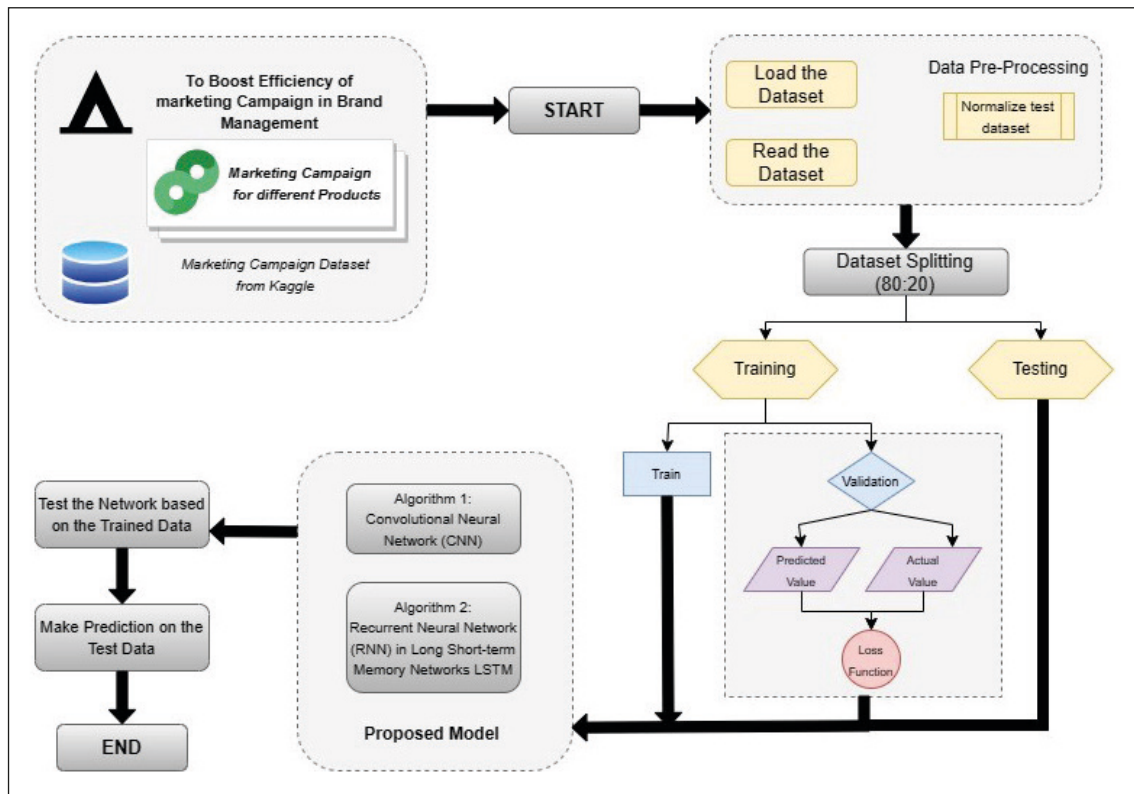 To Boost Efficiency of
marketing Campaign in Brand
Management
Marketing Campaign
for different Products
Marketing Campaign Dataset
from Kaggle
START
Load the
Dataset
Read the
Dataset
Data Pre-Processing
Normalize test
dataset
Dataset Splitting
(80:20)
Training
Testing
Train
Validation
Predicted
Value
Actual
Value
Loss
Function
Algorithm 1:
Convolutional Neural
Network (CNN)
Algorithm 2:
Recurrent Neural Network
(RNN) in Long Short-term
Memory Networks LSTM
Proposed Model
Test the Network based
on the Trained Data
Make Prediction on the
Test Data
END